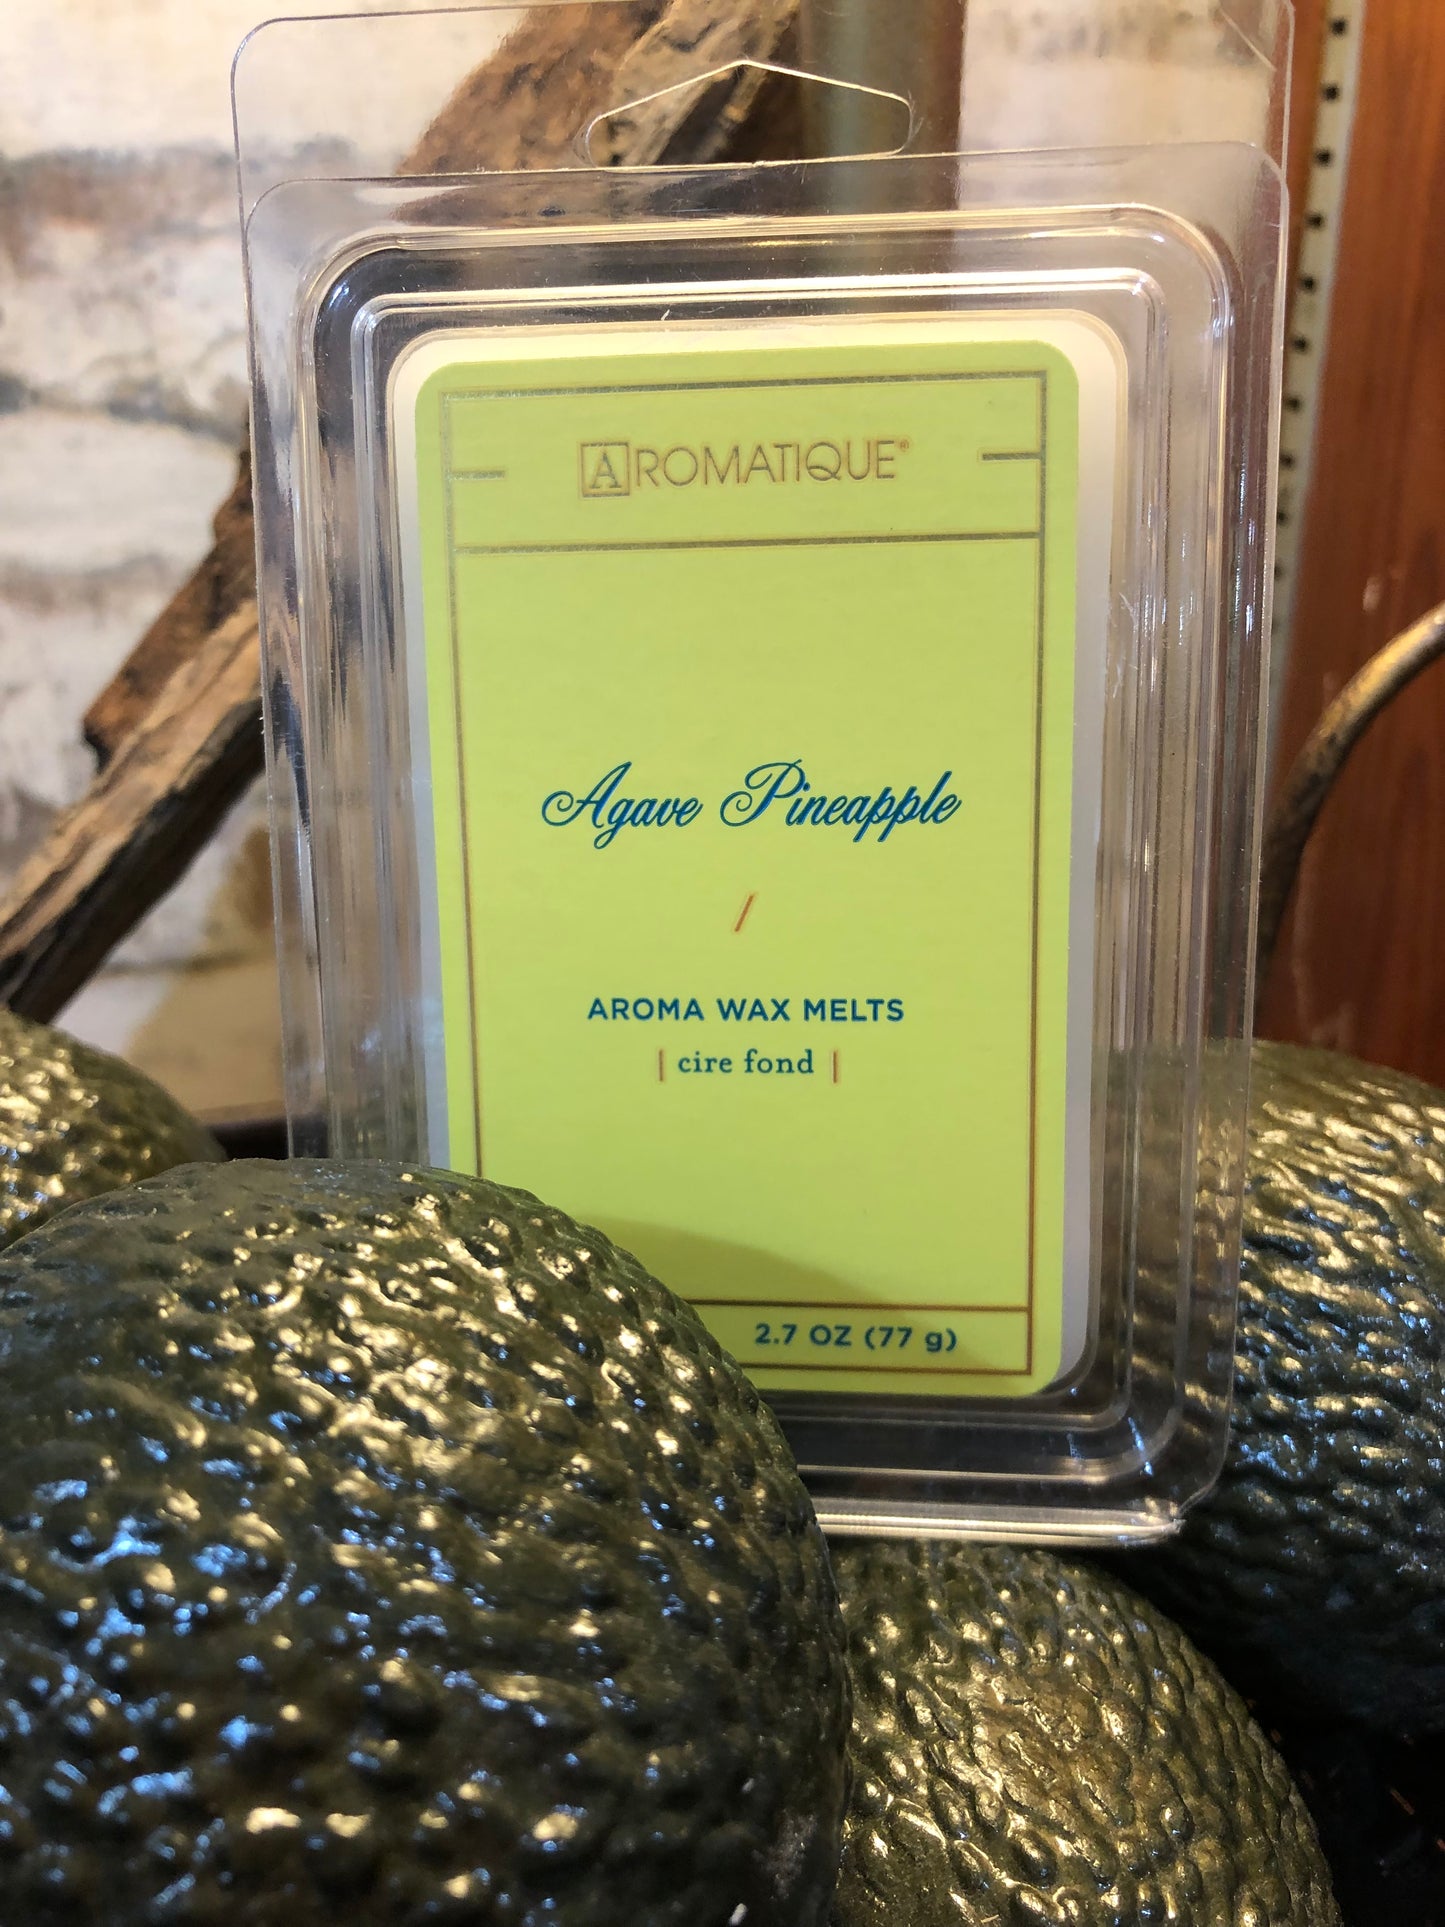 AROMATIQUE®
Agave Pineapple
/
AROMA WAX MELTS
| cire fond |
2.7 OZ (77 g)